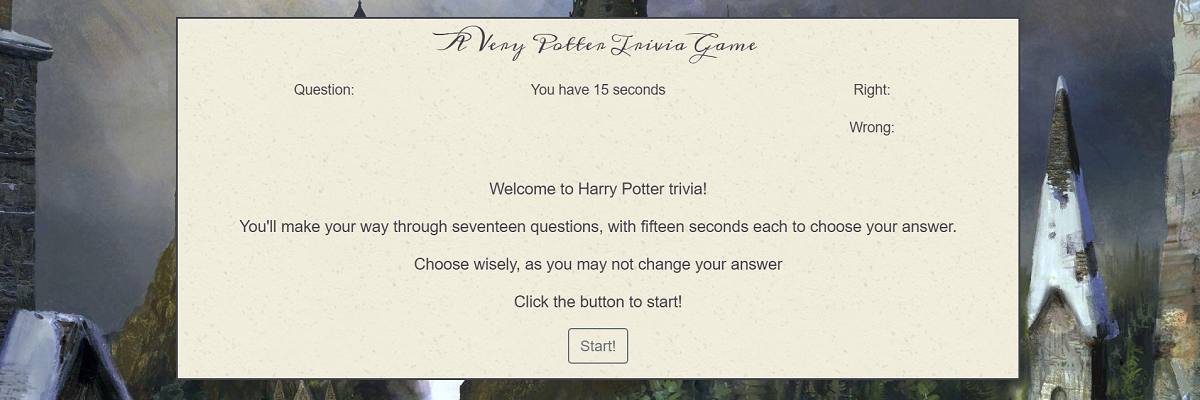 A Very Potter Trivia Game
Question: You have 15 seconds Right:
Wrong:
Welcome to Harry Potter trivia!
You'll make your way through seventeen questions, with fifteen seconds each to choose your answer.
Choose wisely, as you may not change your answer
Click the button to start!
Start!